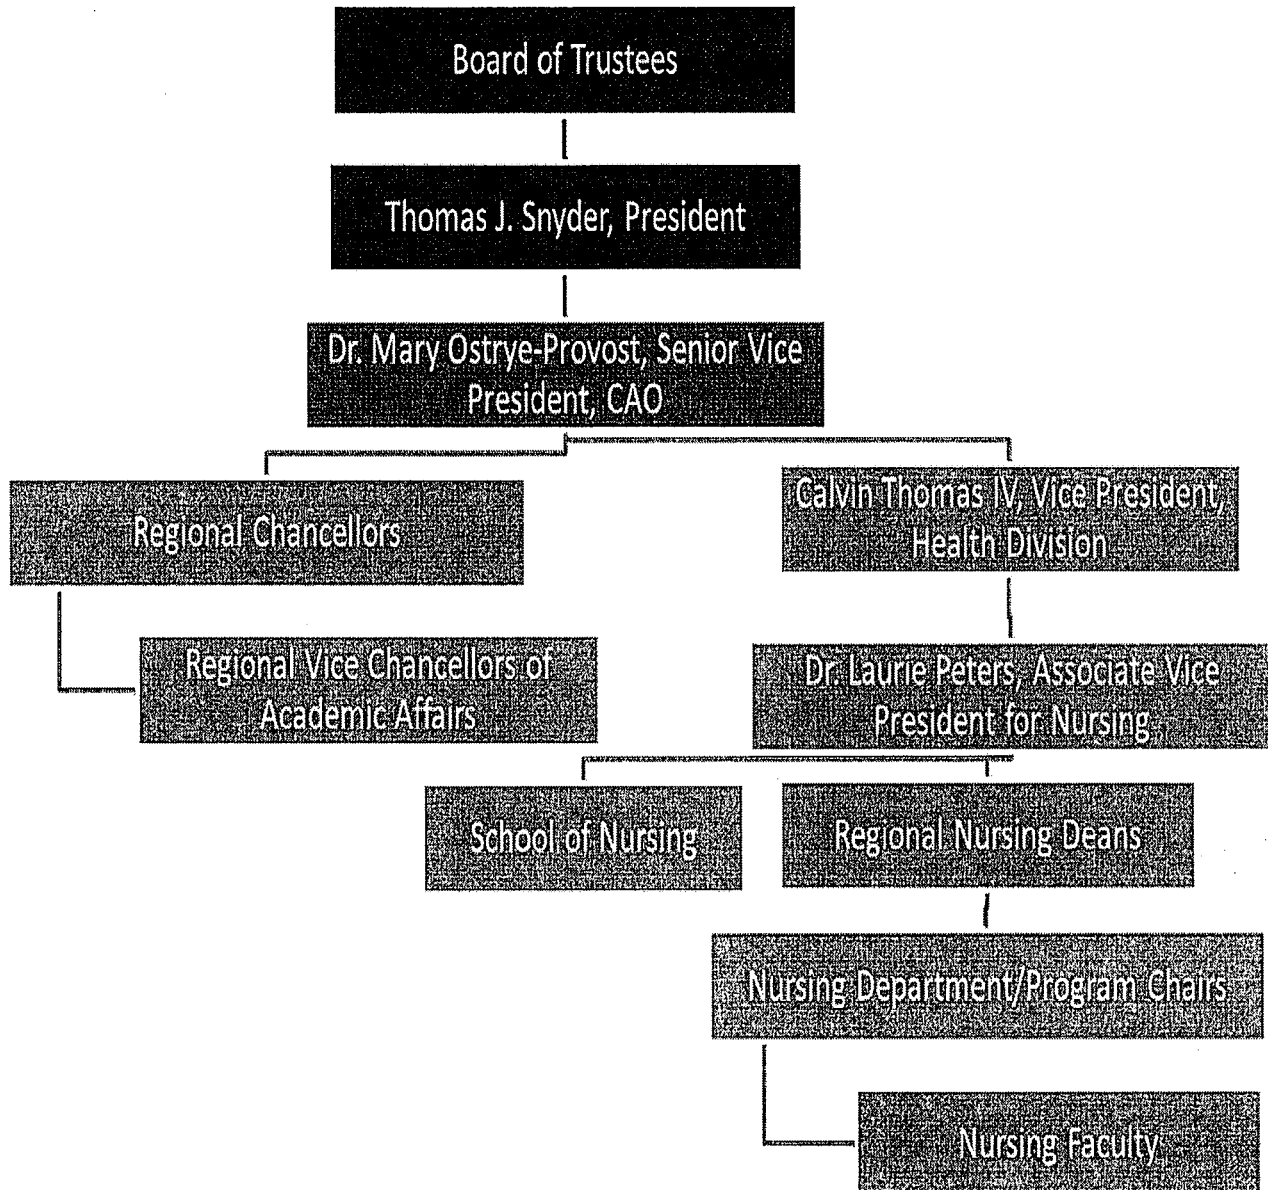 Board of Trustees
Thomas J. Snyder, President
Dr. Mary Ostrye-Provost, Senior Vice
President, CAO
Regional Chancellors
Calvin Thomas IV, Vice President,
Health Division
Regional Vice Chancellors of
Academic Affairs
Dr. Laurie Peters, Associate Vice
President for Nursing
School of Nursing
Regional Nursing Deans
Nursing Department/Program Chairs
Nursing Faculty